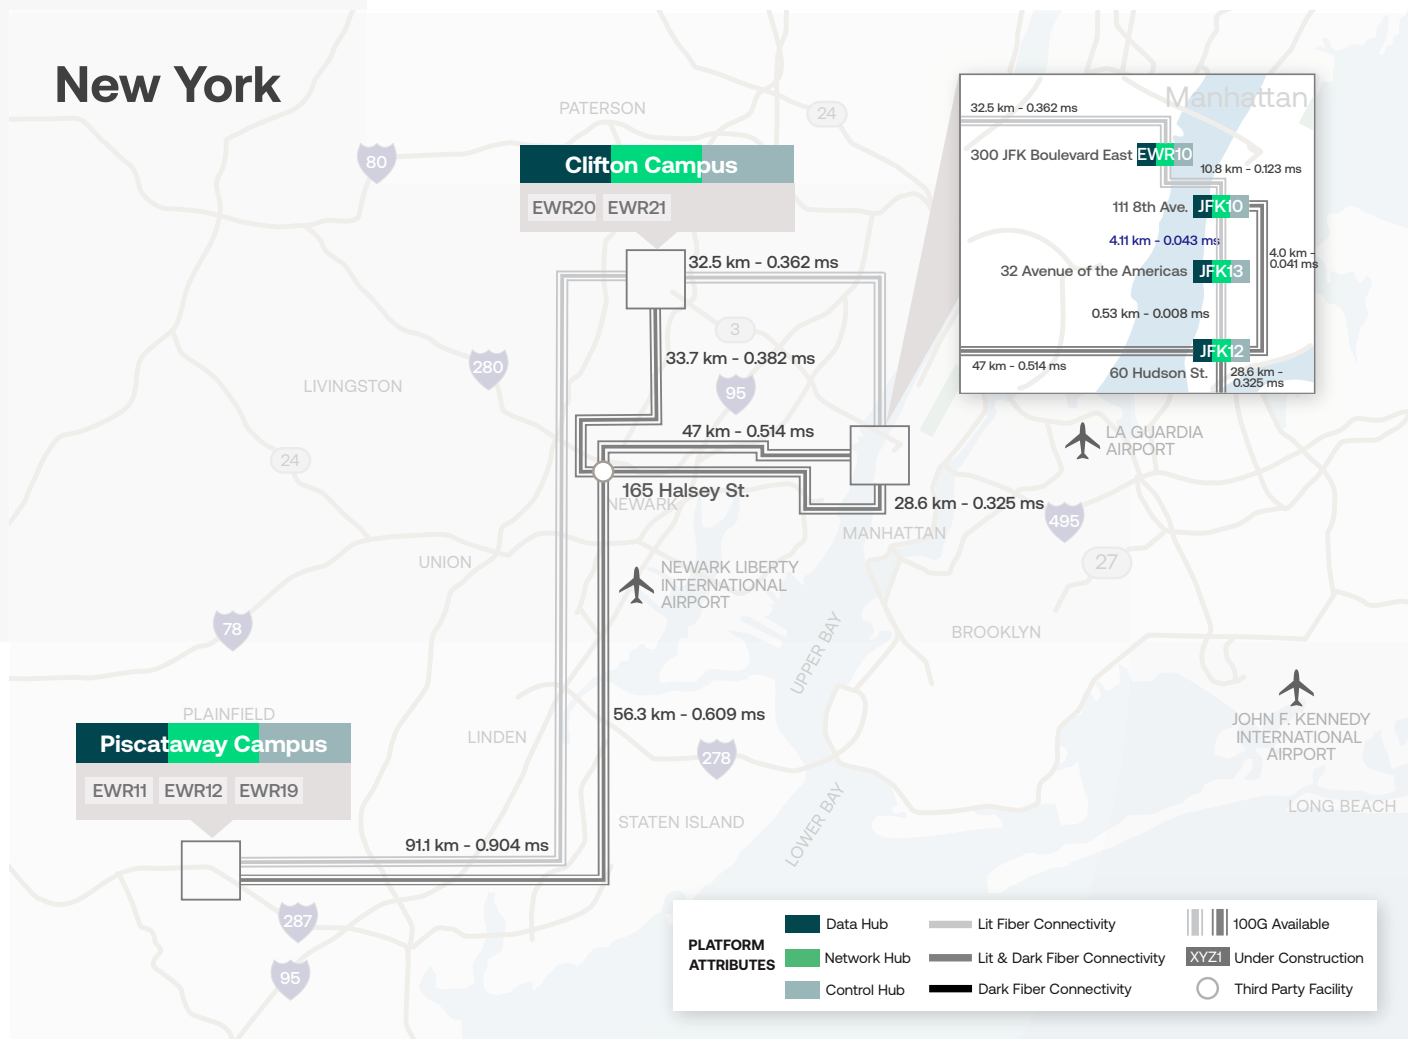 New York
PATERSON
24
80
Manhattan
32.5 km - 0.362 ms
300 JFK Boulevard East
EWR10
10.8 km - 0.123 ms
111 8th Ave.
JFK10
4.11 km - 0.043 ms
4.0 km -
0.041 ms
32 Avenue of the Americas
JFK13
0.53 km - 0.008 ms
JFK12
47 km - 0.514 ms
60 Hudson St.
28.6 km -
0.325 ms
Clifton Campus
EWR20
EWR21
32.5 km - 0.362 ms
3
33.7 km - 0.382 ms
280
LIVINGSTON
95
47 km - 0.514 ms
LA GUARDIA
AIRPORT
24
165 Halsey St.
NEWARK
28.6 km - 0.325 ms
495
MANHATTAN
UNION
27
NEWARK LIBERTY
INTERNATIONAL
AIRPORT
78
BROOKLYN
UPPER BAY
PLAINFIELD
56.3 km - 0.609 ms
JOHN F. KENNEDY
INTERNATIONAL
AIRPORT
LINDEN
Piscataway Campus
EWR11
EWR12
EWR19
278
LONG BEACH
STATEN ISLAND
LOWER BAY
91.1 km - 0.904 ms
287
95
PLATFORM
ATTRIBUTES
Data Hub
Network Hub
Control Hub
Lit Fiber Connectivity
Lit & Dark Fiber Connectivity
Dark Fiber Connectivity
100G Available
XYZ1
Under Construction
Third Party Facility